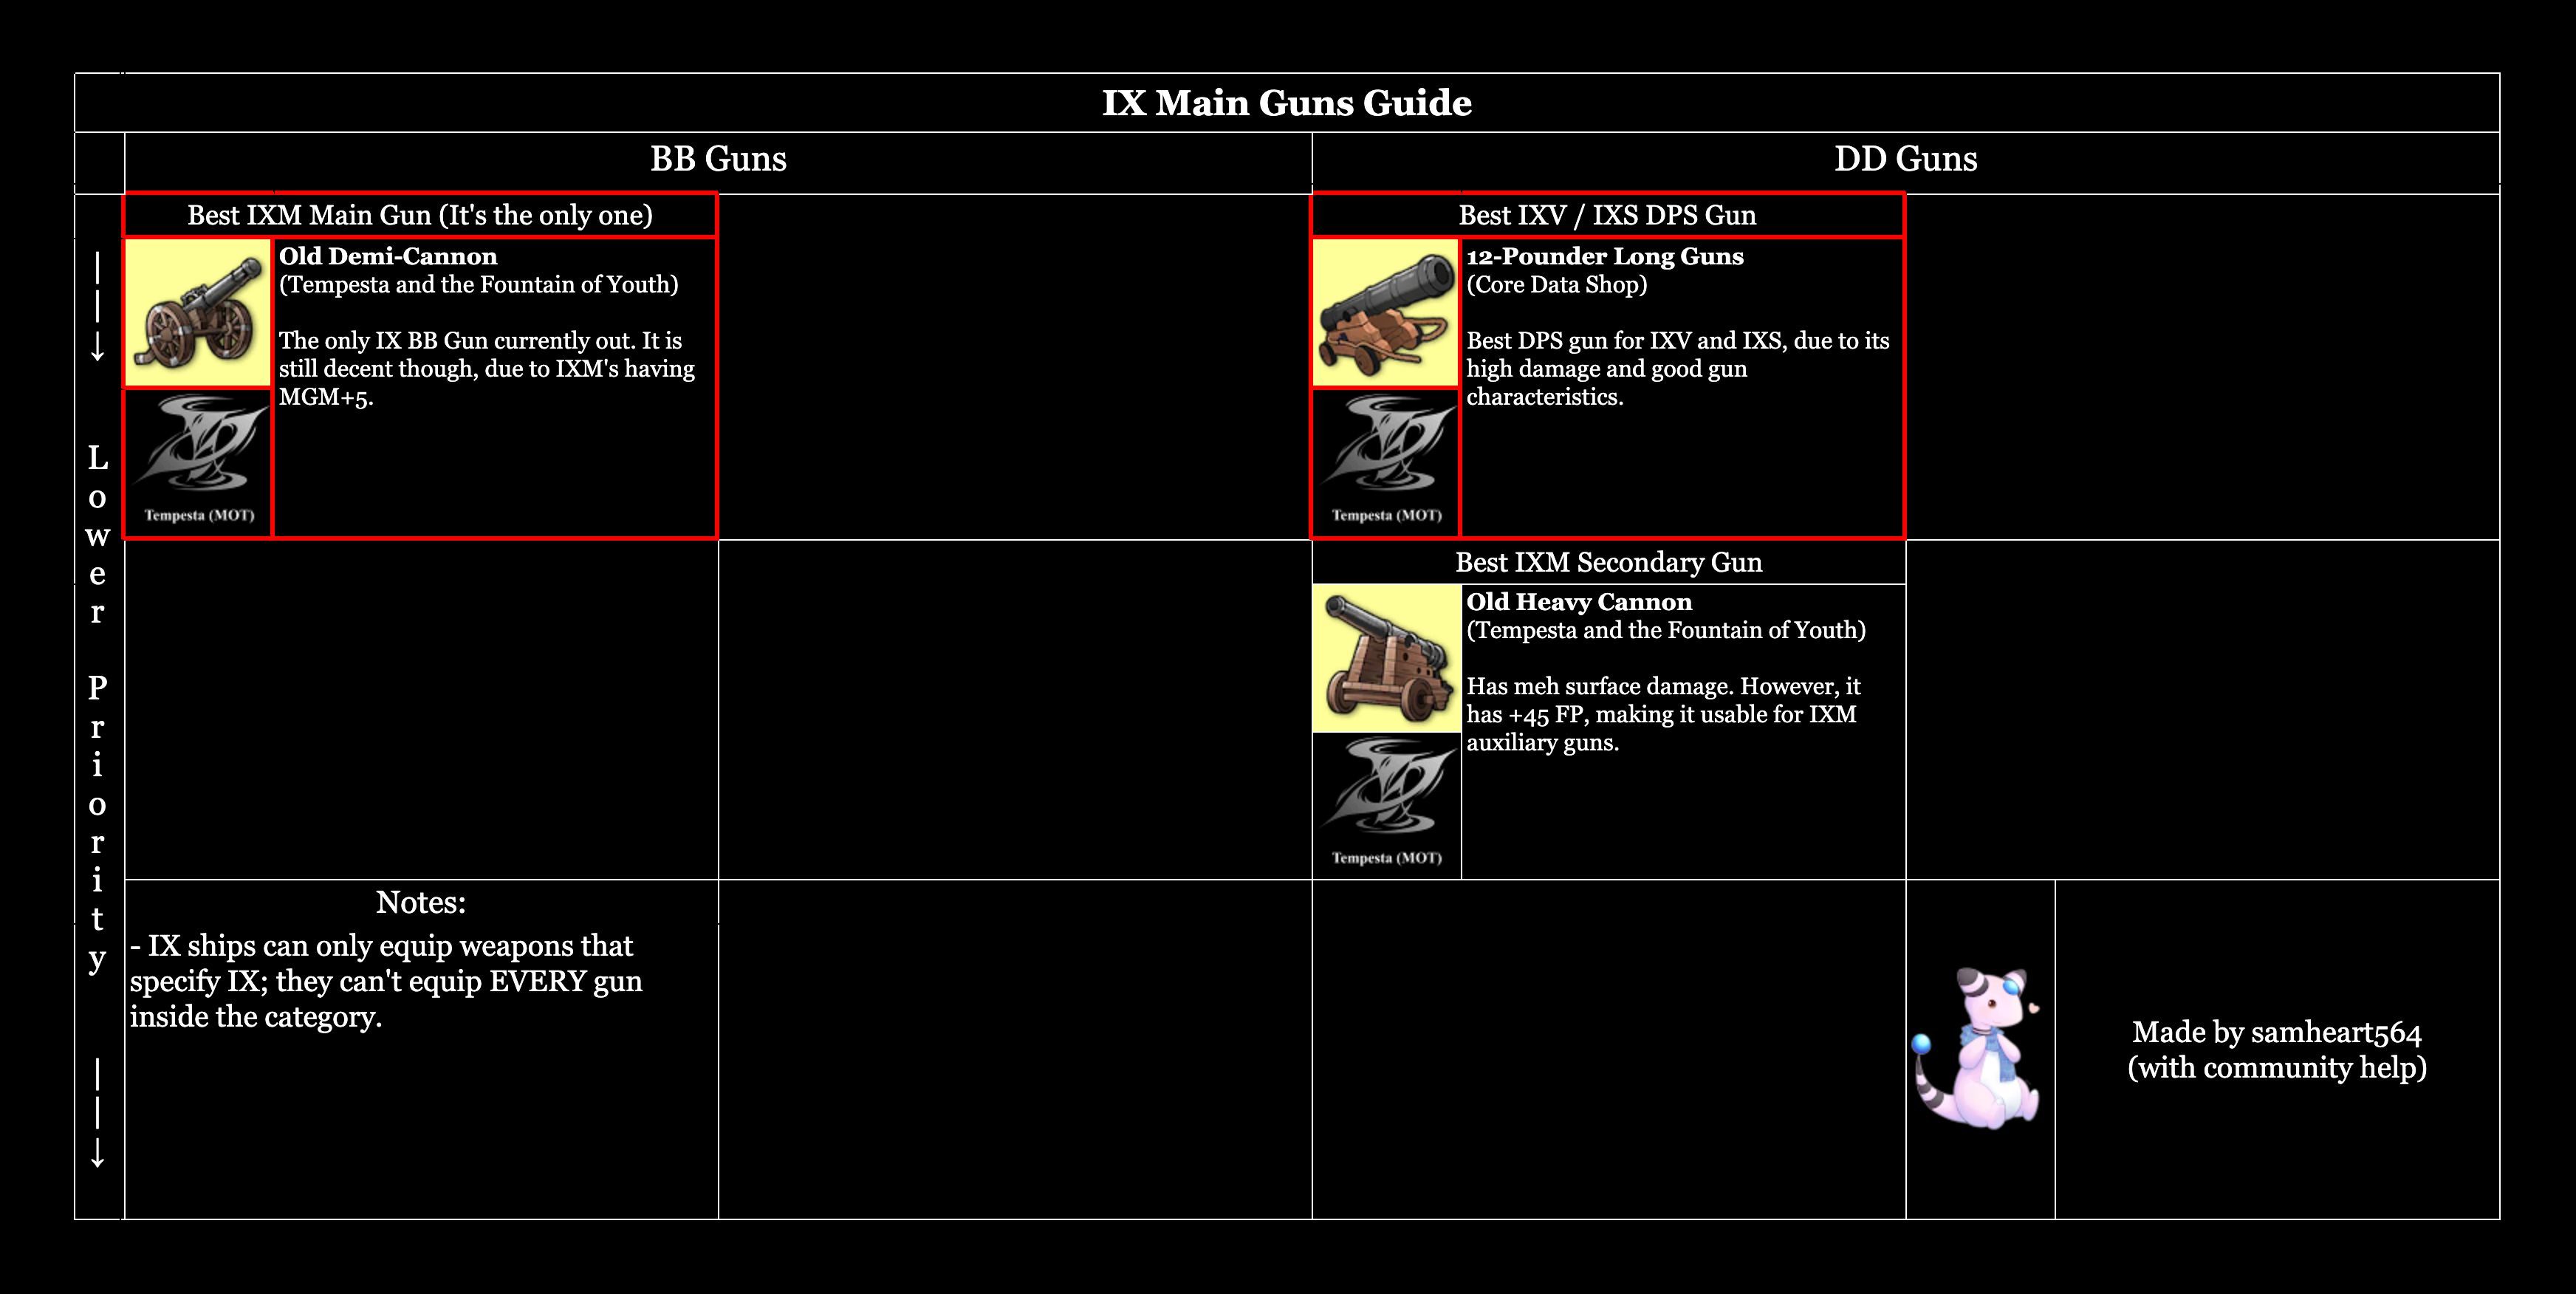 IX Main Guns Guide
BB Guns
DD Guns
Lower Priority
Best IXM Main Gun (It's the only one)
Old Demi-Cannon
(Tempesta and the Fountain of Youth)
The only IX BB Gun currently out. It is
still decent though, due to IXM's having
MGM+5.
Tempesta (MOT)
Best IXV / IXS DPS Gun
12-Pounder Long Guns
(Core Data Shop)
Best DPS gun for IXV and IXS, due to its
high damage and good gun
characteristics.
Tempesta (MOT)
Best IXM Secondary Gun
Old Heavy Cannon
(Tempesta and the Fountain of Youth)
Has meh surface damage. However, it
has +45 FP, making it usable for IXM
auxiliary guns.
Tempesta (MOT)
Notes:
- IX ships can only equip weapons that
specify IX; they can't equip EVERY gun
inside the category.
Made by samheart564
(with community help)